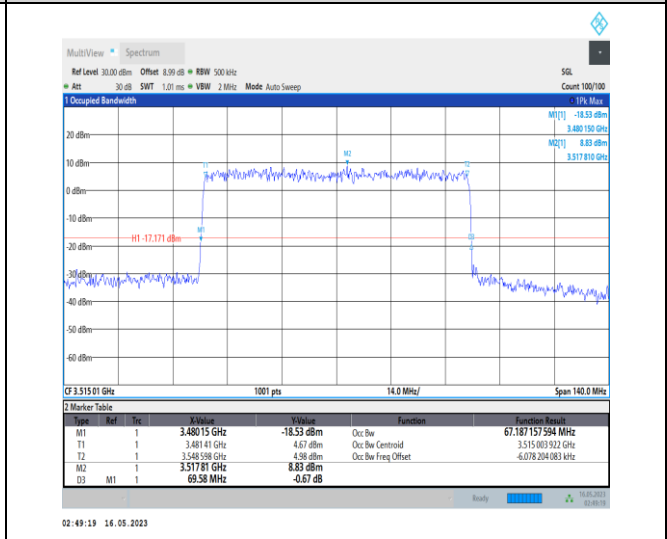 MultiView Spectrum
Ref Level 30.00 dBm Offset 8.99 dB RBW 500 kHz SGL
Att 30 dB SWT 1.01 ms VBW 2 MHz Mode Auto Sweep Count 100/100
1 Occupied Bandwidth 1Pk Max
M1[1] -18.53 dBm
3.480 150 GHz
M2[1] 8.83 dBm
3.517 810 GHz
20 dBm
M2
10 dBm
T1 T2
0 dBm
-10 dBm
M1
H1 -17.171 dBm
D3
-20 dBm
-30 dBm
-40 dBm
-50 dBm
-60 dBm
CF 3.515 01 GHz 1001 pts 14.0 MHz/ Span 140.0 MHz
2 Marker Table
Type Ref Trc X-Value Y-Value Function Function Result
M1 1 3.480 15 GHz -18.53 dBm Occ Bw 67.187 157 594 MHz
T1 1 3.481 41 GHz 4.67 dBm Occ Bw Centroid 3.515 003 922 GHz
T2 1 3.548 598 GHz 4.98 dBm Occ Bw Freq Offset -6.078 204 083 kHz
M2 1 3.517 81 GHz 8.83 dBm
D3 M1 1 69.58 MHz -0.67 dB
Ready 16.05.2023
02:49:19
02:49:19 16.05.2023